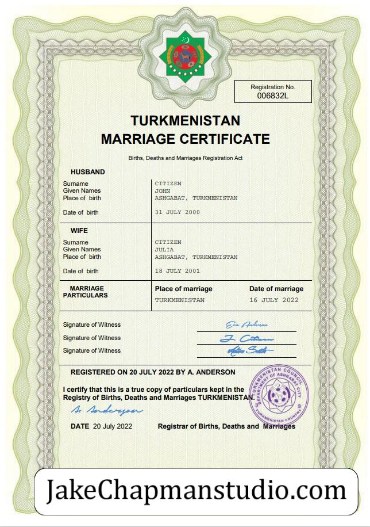 Registration No.
006832L
TURKMENISTAN
MARRIAGE CERTIFICATE
Births, Deaths and Marriages Registration Act
HUSBAND
Surname CITIZEN
Given Names JOHN
Place of birth ASHGABAT, TURKMENISTAN
Date of birth 31 JULY 2000
WIFE
Surname CITIZEN
Given Names JULIA
Place of birth ASHGABAT, TURKMENISTAN
Date of birth 18 JULY 2001
MARRIAGE Place of marriage Date of marriage
PARTICULARS TURKMENISTAN 16 JULY 2022
Signature of Witness
Signature of Witness
Signature of Witness
REGISTERED ON 20 JULY 2022 BY A. ANDERSON
I certify that this is a true copy of particulars kept in the
Registry of Births, Deaths and Marriages TURKMENISTAN.
A. Anderson
DATE 20 July 2022 Registrar of Births, Deaths and Marriages
JakeChapmanstudio.com